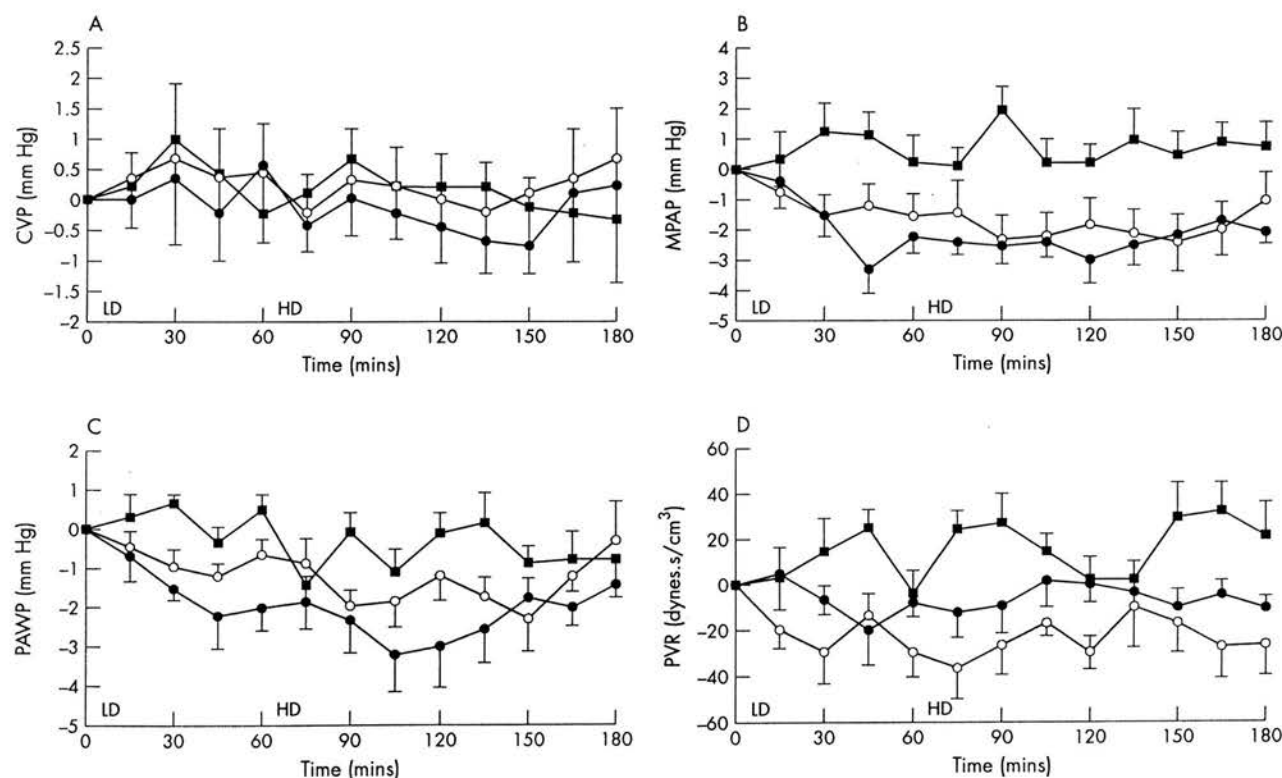 A
2.5
2
1.5
1
0.5
0
−0.5
−1
−1.5
−2
CVP (mm Hg)
LD HD
0 30 60 90 120 150 180
Time (mins)
B
4
3
2
1
0
−1
−2
−3
−4
−5
MPAP (mm Hg)
LD HD
0 30 60 90 120 150 180
Time (mins)
C
2
1
0
−1
−2
−3
−4
−5
PAWP (mm Hg)
LD HD
0 30 60 90 120 150 180
Time (mins)
D
60
40
20
0
−20
−40
−60
PVR (dynes.s/cm³)
LD HD
0 30 60 90 120 150 180
Time (mins)